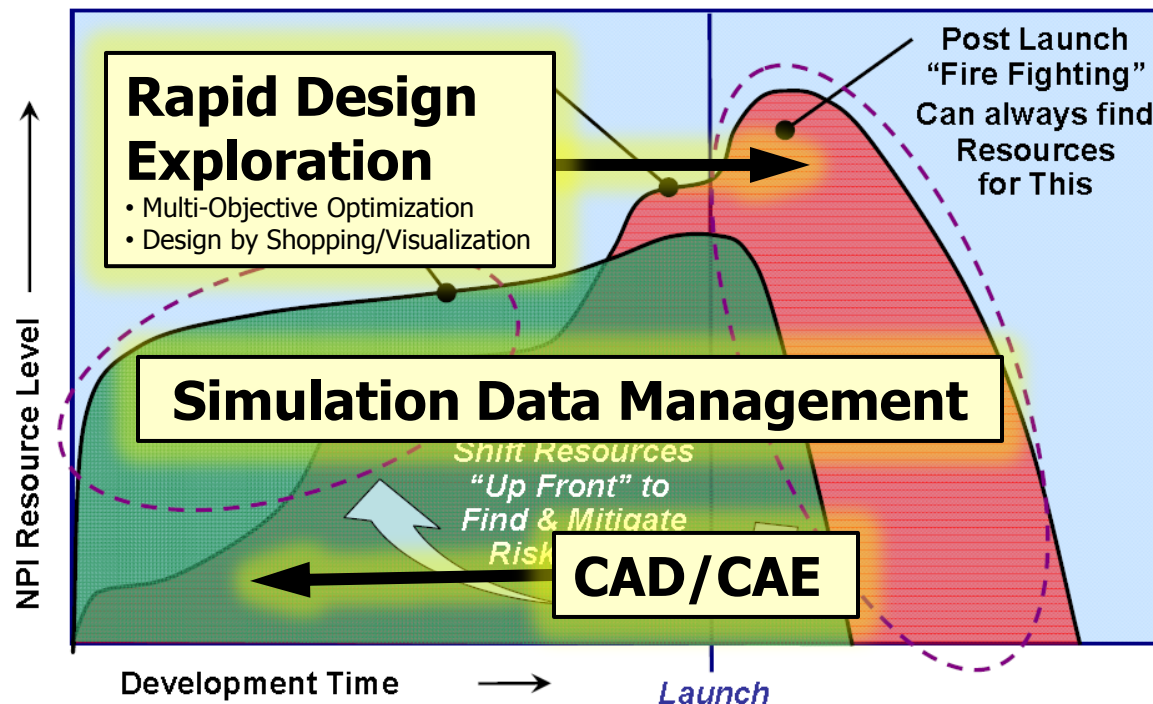 Rapid Design
Exploration
• Multi-Objective Optimization
• Design by Shopping/Visualization
Post Launch
“Fire Fighting”
Can always find
Resources
for This
NPI Resource Level
Simulation Data Management
Shift Resources
“Up Front” to
Find & Mitigate
Risk
CAD/CAE
Development Time
Launch